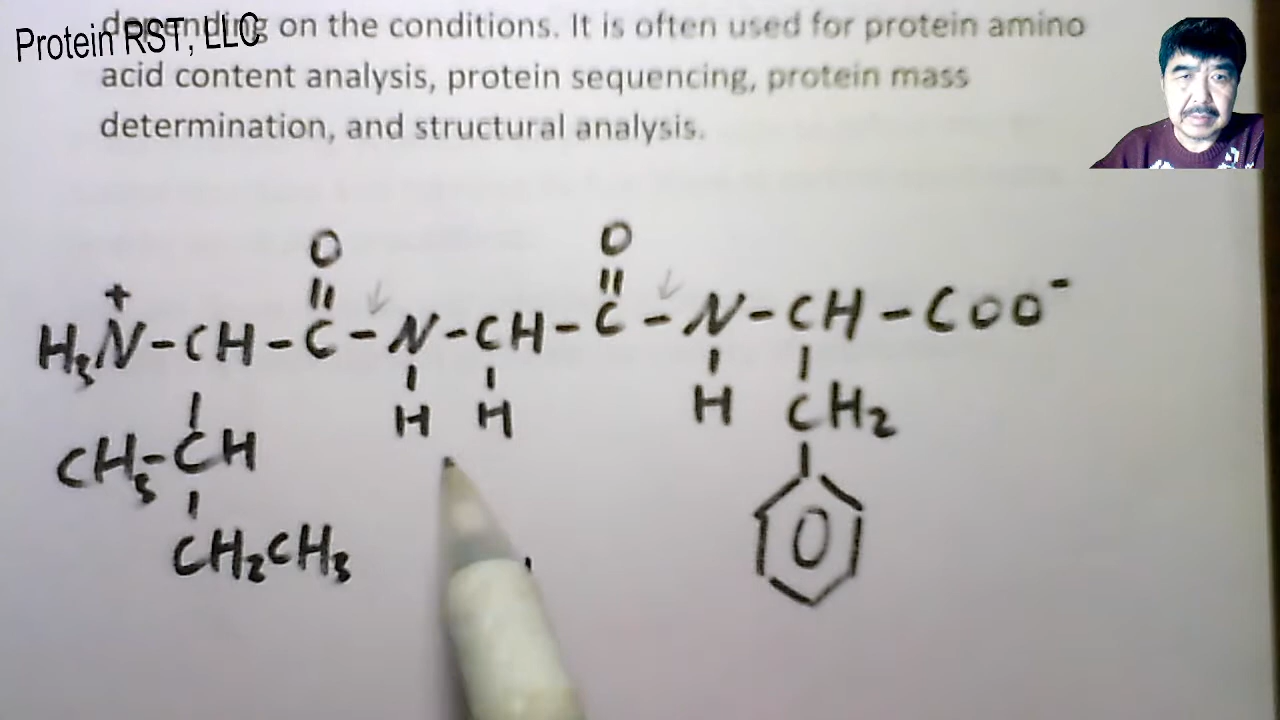 Protein RST, LLC
depending on the conditions. It is often used for protein amino
acid content analysis, protein sequencing, protein mass
determination, and structural analysis.
O O
+ || ||
H₃N-CH-C-N-CH-C-N-CH-COO⁻
H H H CH₂
CH₃-CH
CH₂CH₃